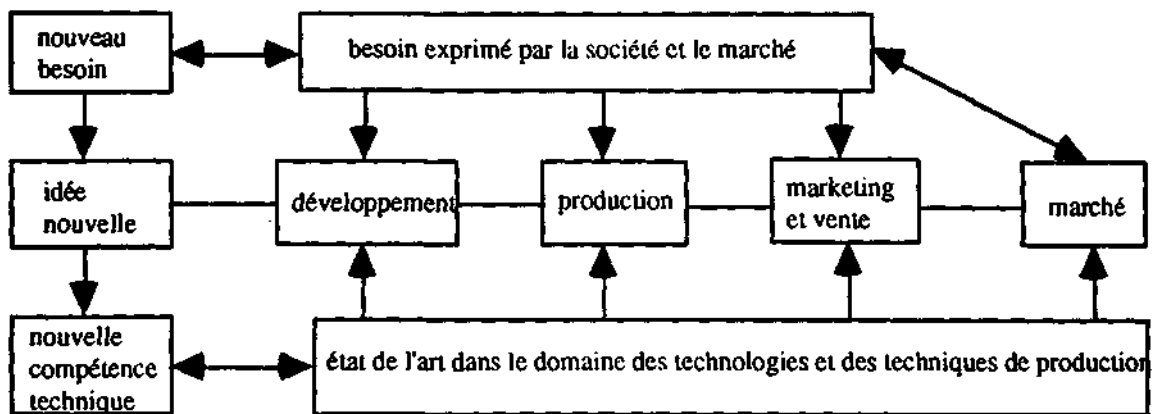 nouveau
besoin
besoin exprimé par la société et le marché
idée
nouvelle
développement
production
marketing
et vente
marché
nouvelle
compétence
technique
état de l'art dans le domaine des technologies et des techniques de production